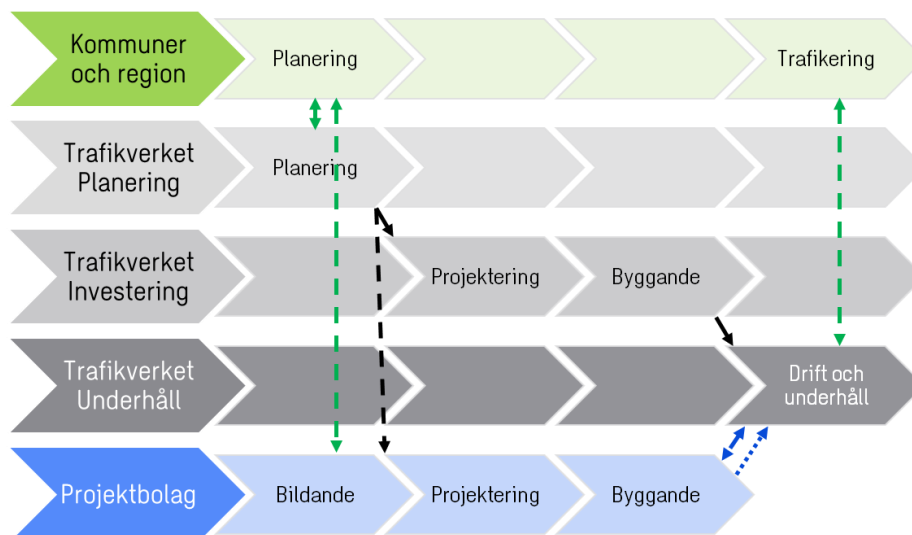 Kommuner
och region
Planering
Trafikering
Trafikverket
Planering
Planering
Trafikverket
Investering
Projektering
Byggande
Trafikverket
Underhåll
Drift och
underhåll
Projektbolag
Bildande
Projektering
Byggande